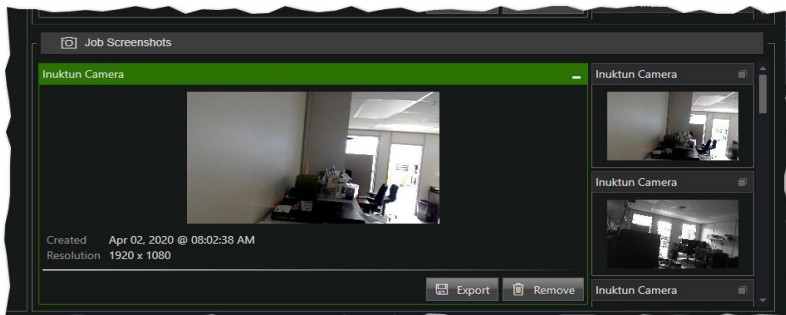 Job Screenshots
Inuktun Camera
Created Apr 02, 2020 @ 08:02:38 AM
Resolution 1920 x 1080
Export Remove
Inuktun Camera
Inuktun Camera
Inuktun Camera